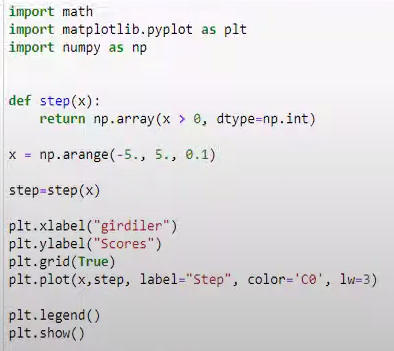 import math
import matplotlib.pyplot as plt
import numpy as np
def step(x):
    return np.array(x > 0, dtype=np.int)
x = np.arange(-5., 5., 0.1)
step=step(x)
plt.xlabel("girdiler")
plt.ylabel("Scores")
plt.grid(True)
plt.plot(x,step, label="Step", color='C0', lw=3)
plt.legend()
plt.show()